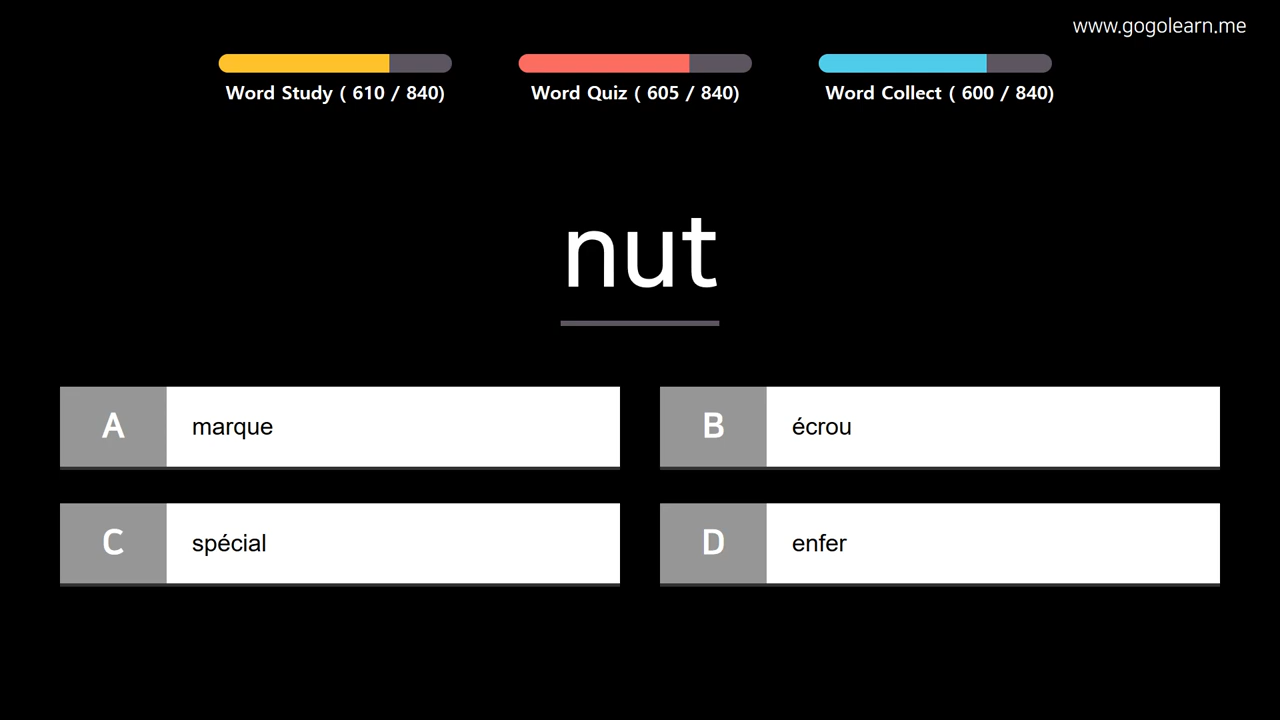 www.gogolearn.me
Word Study ( 610 / 840)
Word Quiz ( 605 / 840)
Word Collect ( 600 / 840)
nut
A
marque
B
écrou
C
spécial
D
enfer